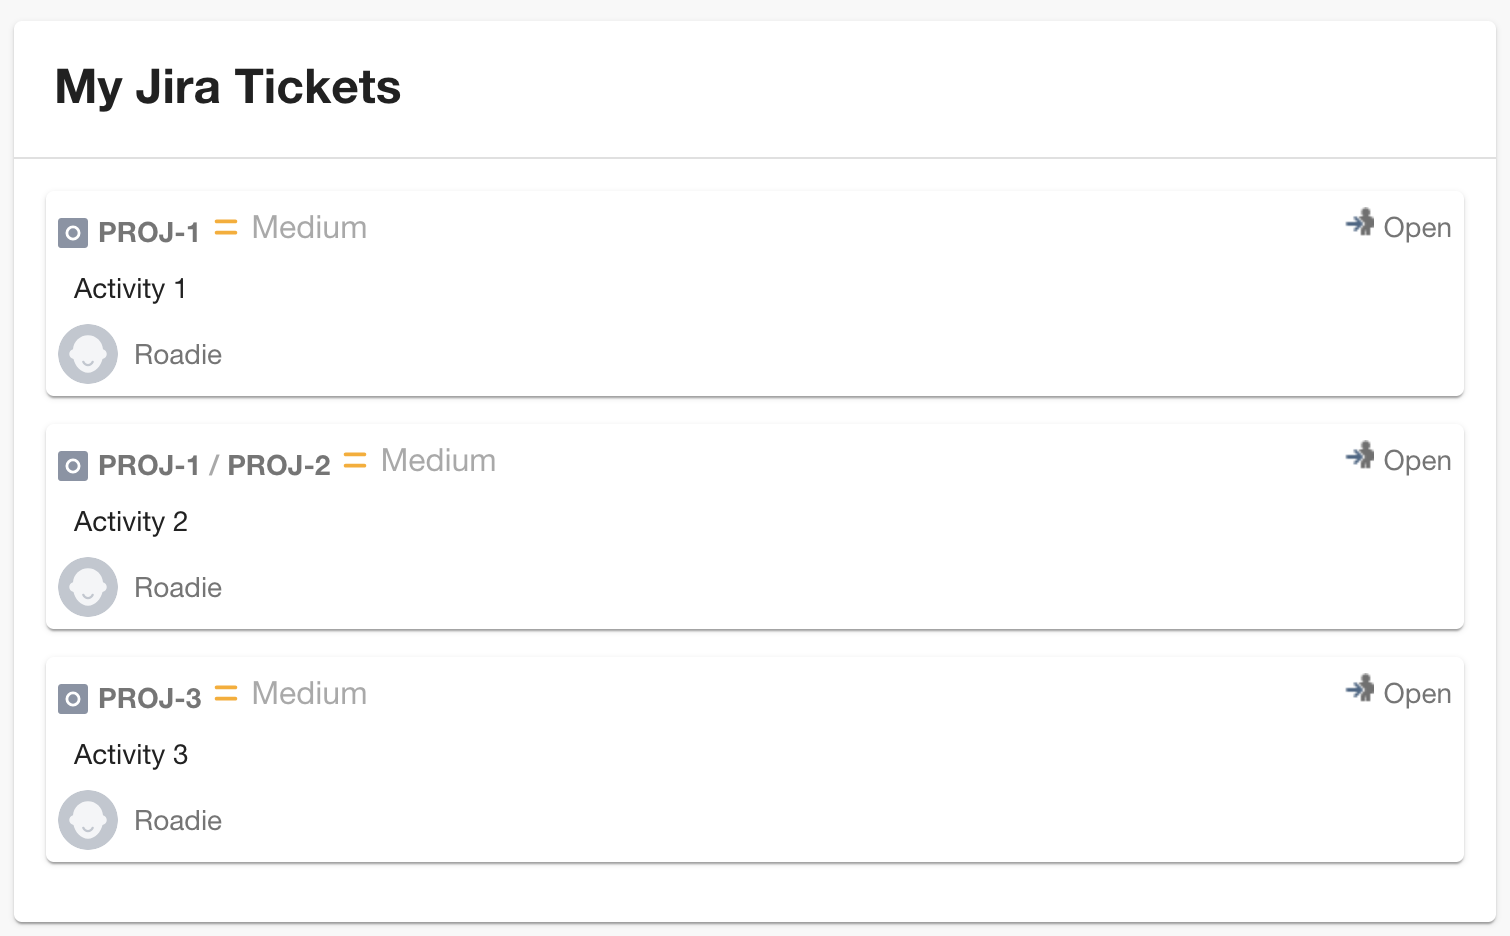 My Jira Tickets
PROJ-1 Medium Open
Activity 1
Roadie
PROJ-1 / PROJ-2 Medium Open
Activity 2
Roadie
PROJ-3 Medium Open
Activity 3
Roadie